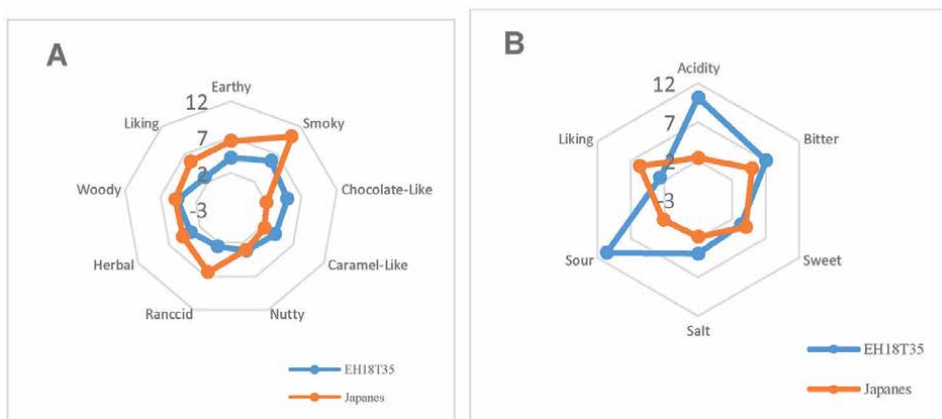 A
Earthy
12
Liking
Smoky
7
2
Woody
Chocolate-Like
-3
Herbal
Caramel-Like
Ranccid
Nutty
EH18T35
Japanes
B
Acidity
12
Liking
7
Bitter
2
-3
Sour
Sweet
Salt
EH18T35
Japanes